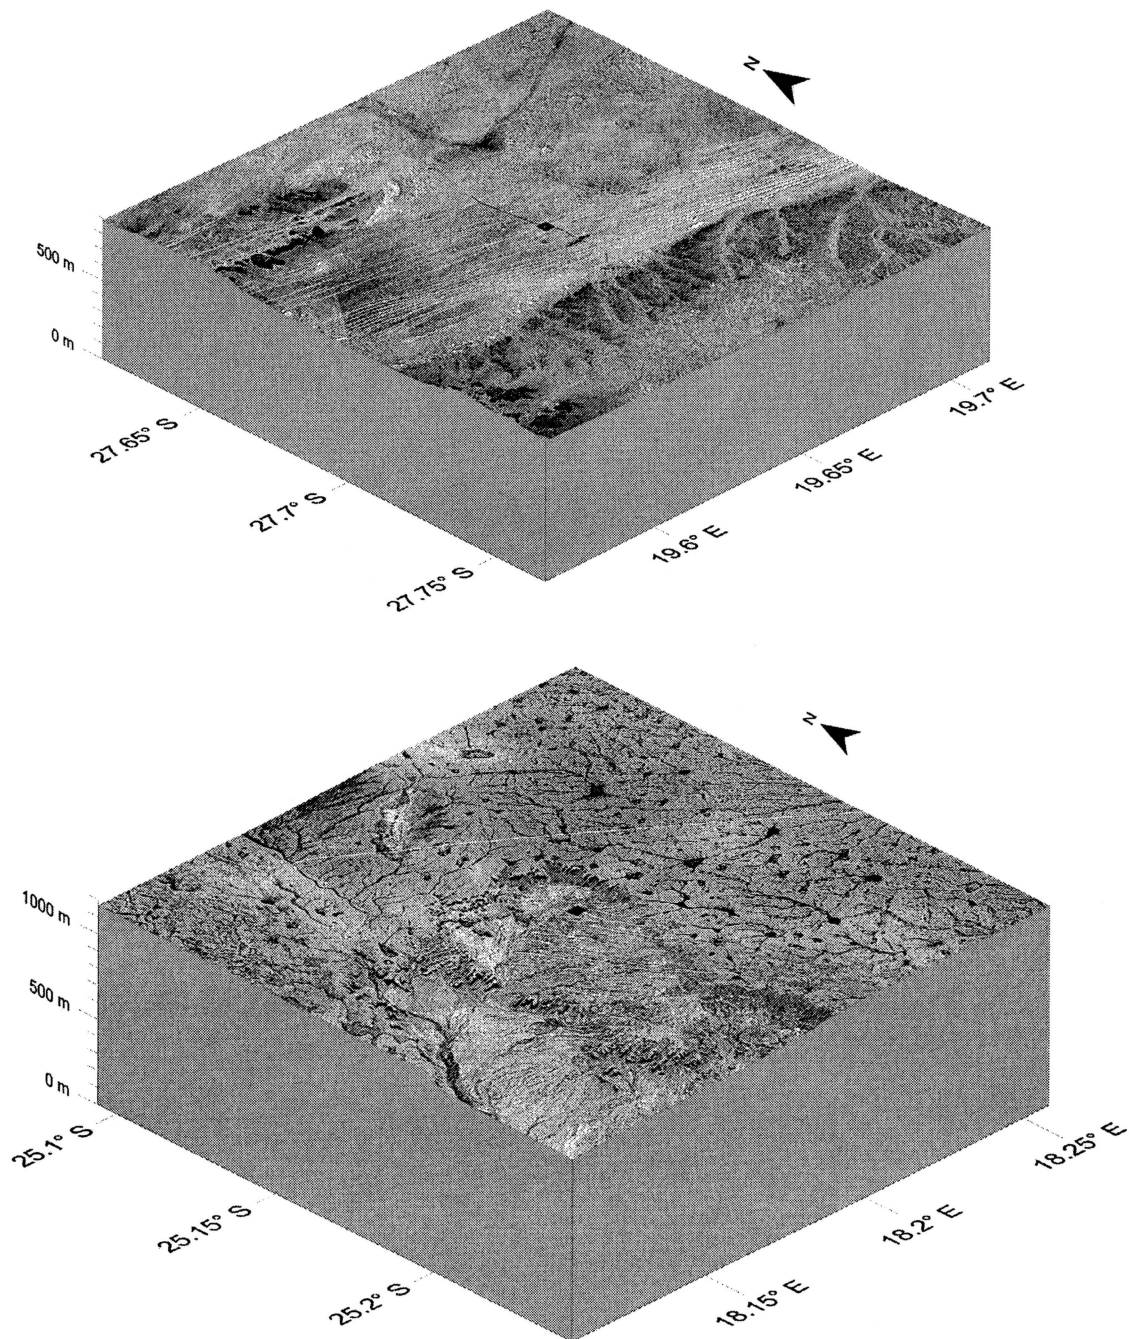 N
500 m
0 m
27.65° S
27.7° S
27.75° S
19.6° E
19.65° E
19.7° E
N
1000 m
500 m
0 m
25.1° S
25.15° S
25.2° S
18.15° E
18.2° E
18.25° E